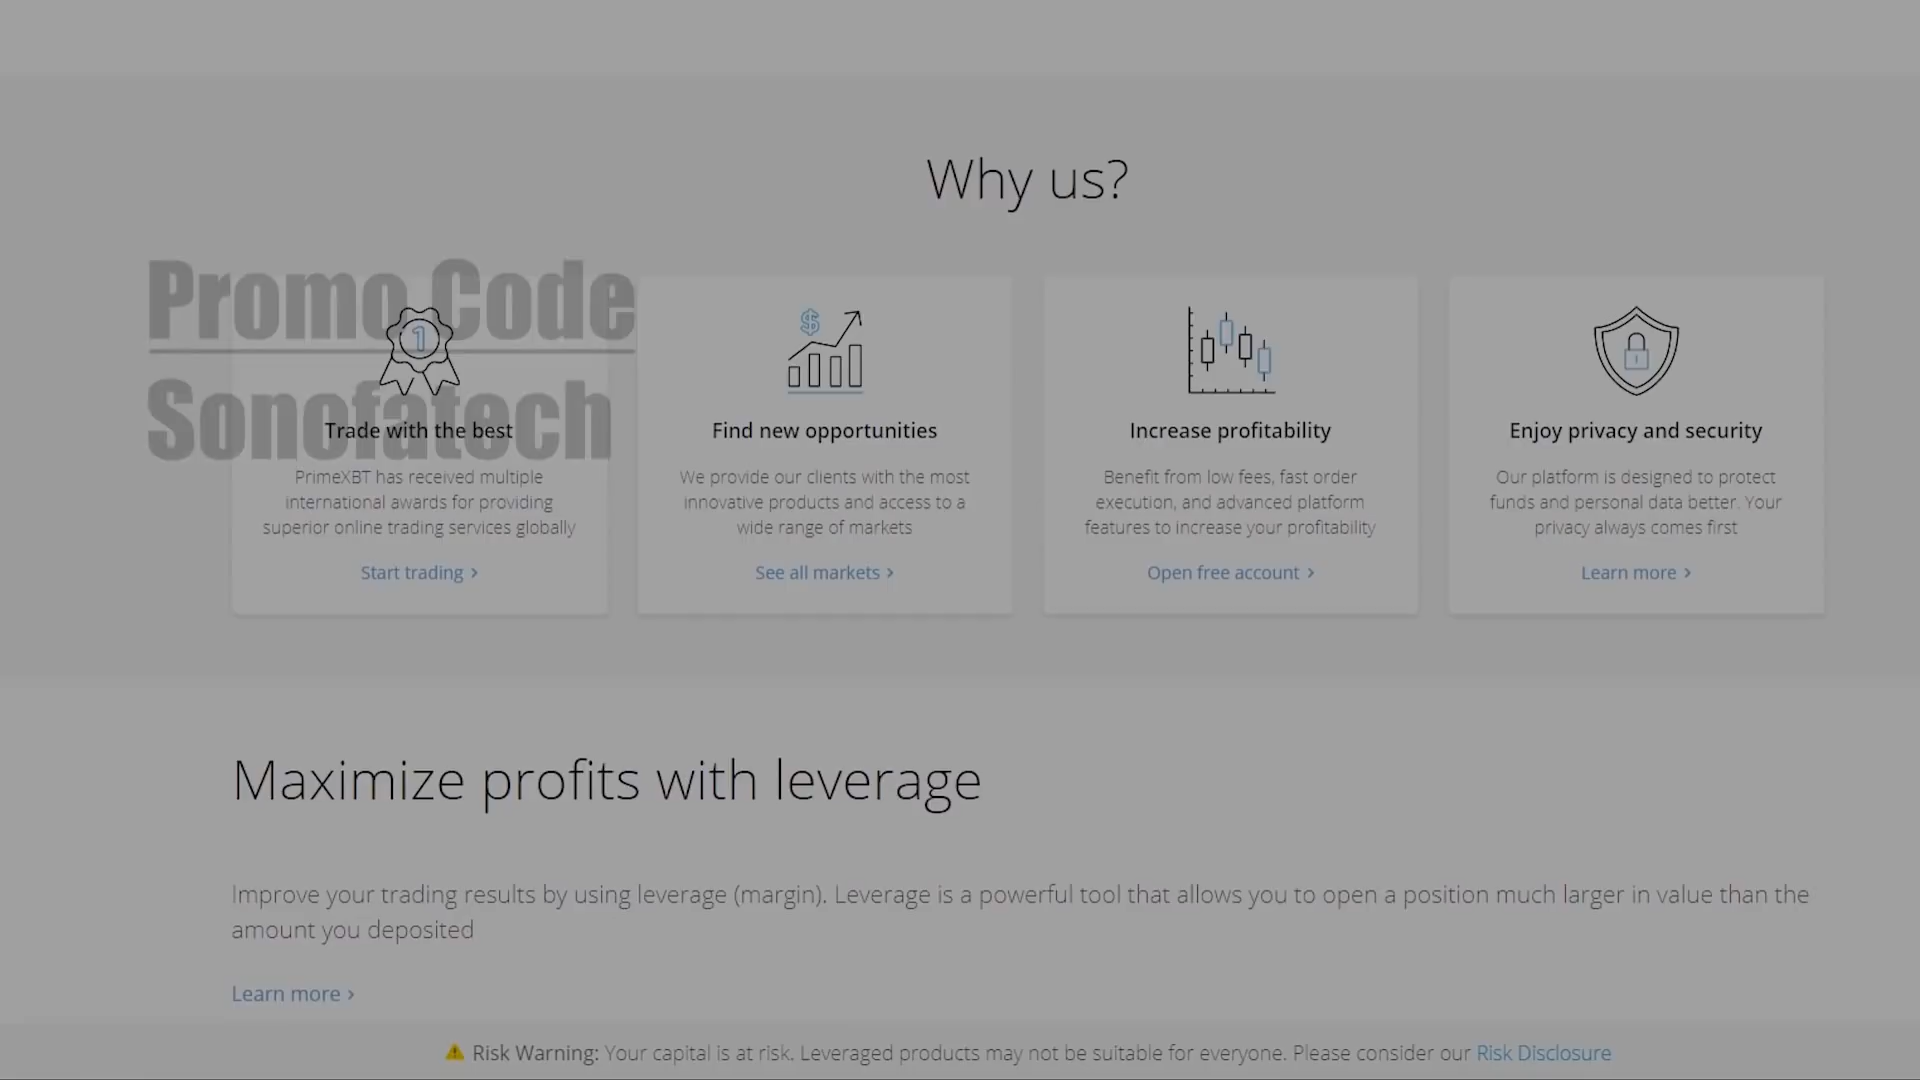 Why us?
Promo Code
Sonofatech
1
Trade with the best
PrimeXBT has received multiple
international awards for providing
superior online trading services globally
Start trading >
$
Find new opportunities
We provide our clients with the most
innovative products and access to a
wide range of markets
See all markets >
Increase profitability
Benefit from low fees, fast order
execution, and advanced platform
features to increase your profitability
Open free account >
Enjoy privacy and security
Our platform is designed to protect
funds and personal data better. Your
privacy always comes first
Learn more >
Maximize profits with leverage
Improve your trading results by using leverage (margin). Leverage is a powerful tool that allows you to open a position much larger in value than the
amount you deposited
Learn more >
Risk Warning: Your capital is at risk. Leveraged products may not be suitable for everyone. Please consider our Risk Disclosure